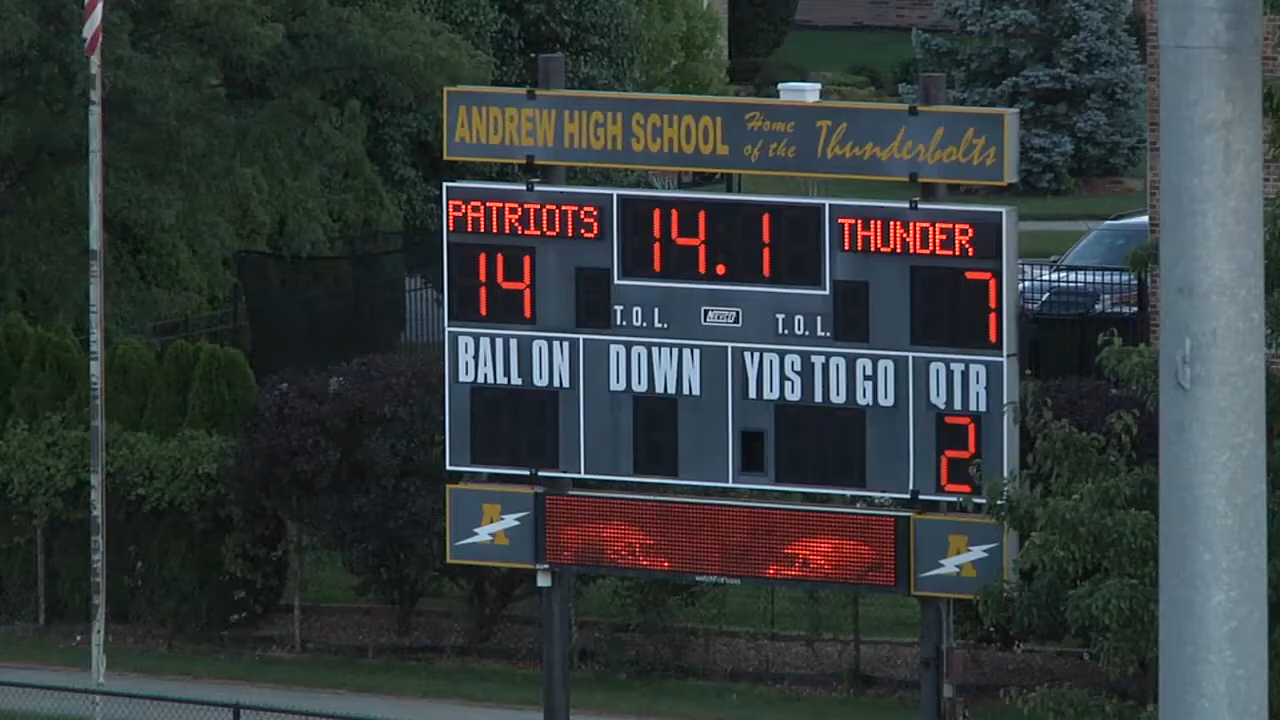 ANDREW HIGH SCHOOL Home of the Thunderbolts
PATRIOTS 14.1 THUNDER
14 7
T. O. L. NEVCO T. O. L.
BALL ON DOWN YDS TO GO QTR
2
A A